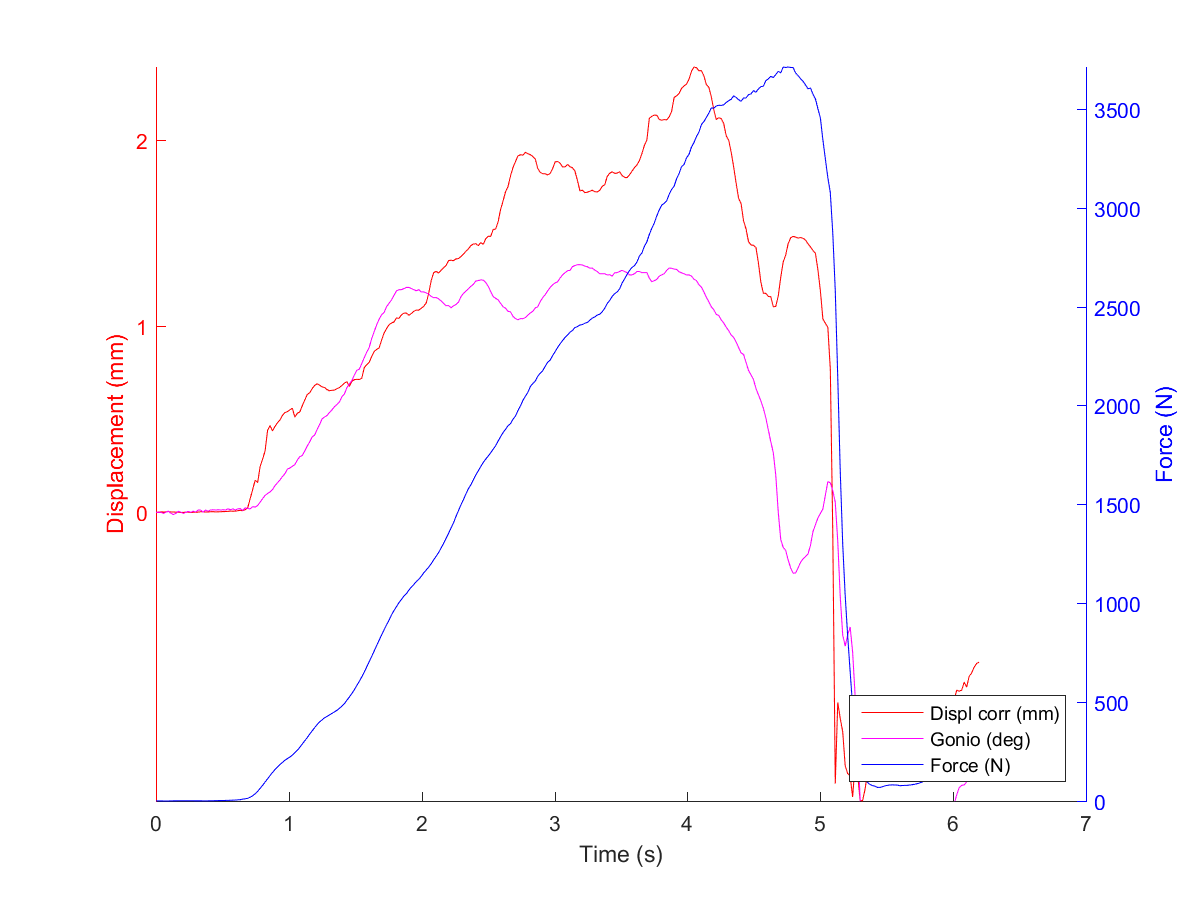 2
1
0
Displacement (mm)
3500
3000
2500
2000
1500
1000
500
0
Force (N)
Displ corr (mm)
Gonio (deg)
Force (N)
0 1 2 3 4 5 6 7
Time (s)